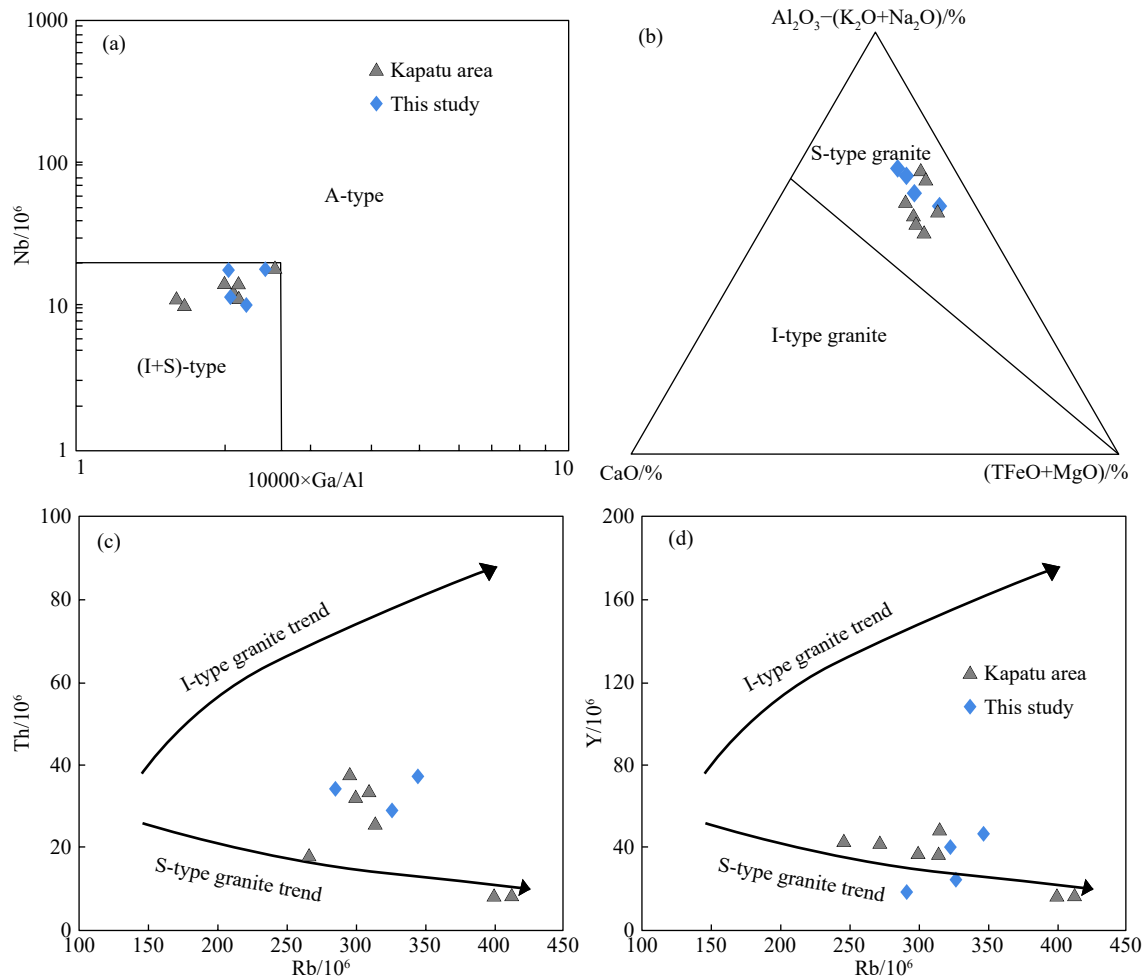 (a)
1000
100
10
1
Nb/10⁶
Kapatu area
This study
A-type
(I+S)-type
1
10
10000×Ga/Al
(b)
Al₂O₃−(K₂O+Na₂O)/%
S-type granite
I-type granite
CaO/%
(TFeO+MgO)/%
(c)
100
80
60
40
20
0
Th/10⁶
I-type granite trend
S-type granite trend
100 150 200 250 300 350 400 450
Rb/10⁶
(d)
200
160
120
80
40
0
Y/10⁶
I-type granite trend
Kapatu area
This study
S-type granite trend
100 150 200 250 300 350 400 450
Rb/10⁶